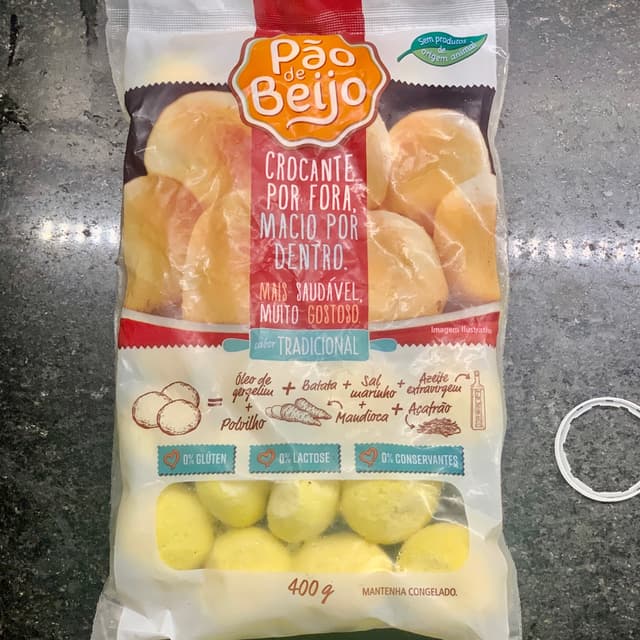 Pão
de
Beijo
Sem produtos
de
origem animal
CROCANTE
POR FORA,
MACIO POR
DENTRO.
MAIS SAUDÁVEL,
MUITO GOSTOSO.
Imagem Ilustrativ
sabor TRADICIONAL
= Óleo de gergelim + Batata + Sal marinho + Azeite extravirgem
+ Polvilho + Mandioca + Açafrão
0% GLÚTEN
0% LACTOSE
0% CONSERVANTES
400 g
MANTENHA CONGELADO.